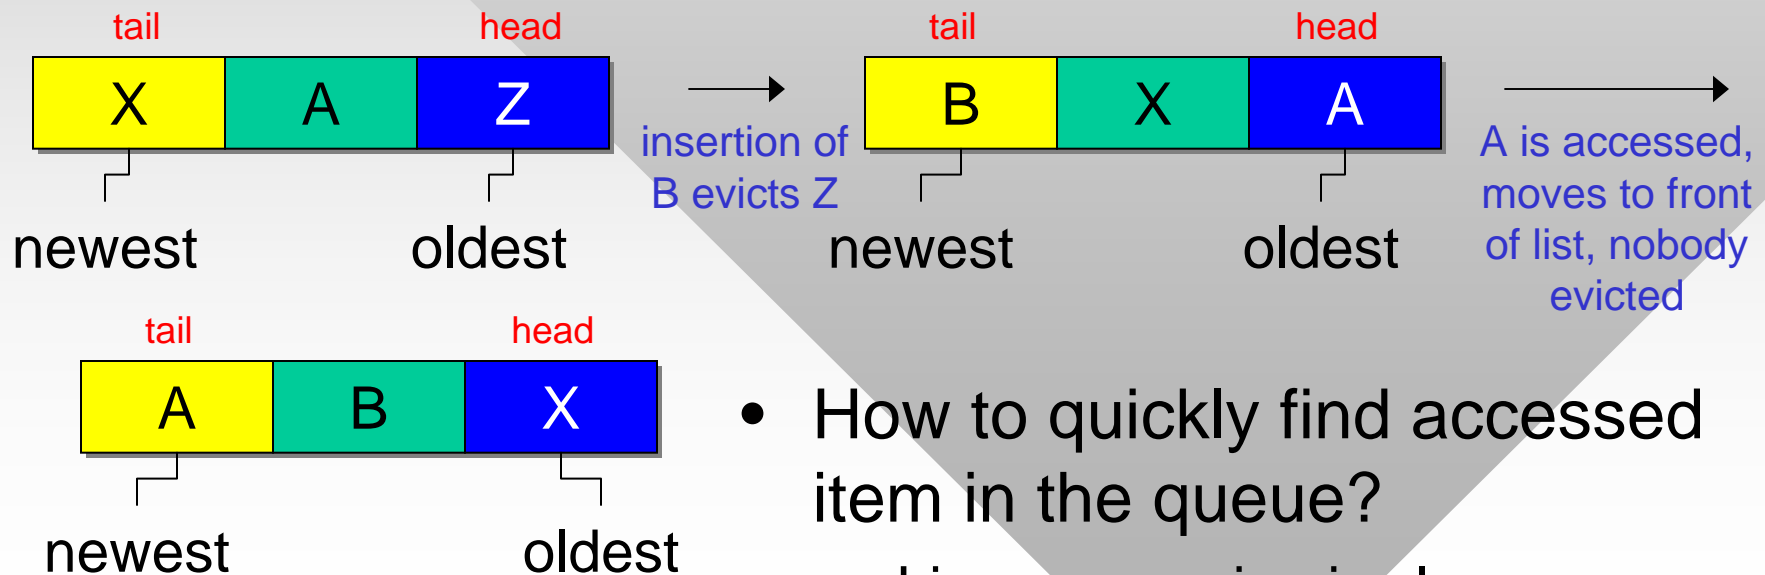 tail head
X A Z
newest oldest
insertion of
B evicts Z
tail head
B X A
newest oldest
A is accessed,
moves to front
of list, nobody
evicted
tail head
A B X
newest oldest
• How to quickly find accessed
item in the queue?